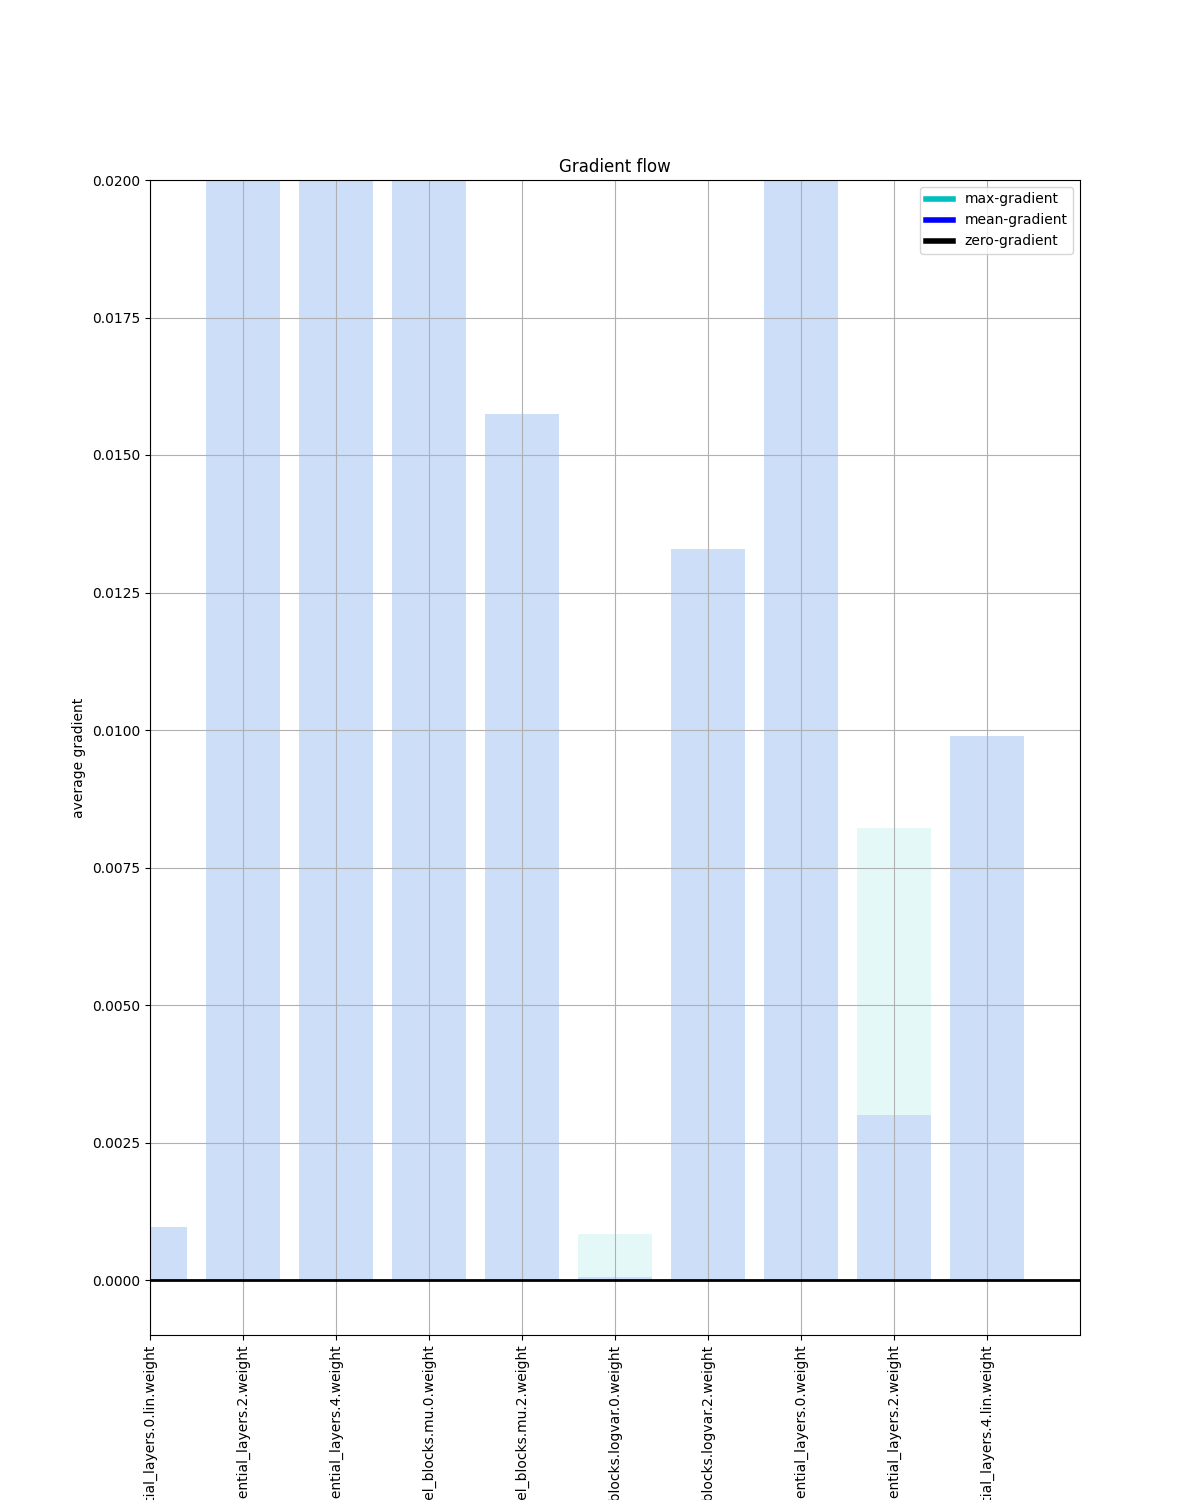 Gradient flow
max-gradient
mean-gradient
zero-gradient
0.0200
0.0175
0.0150
0.0125
0.0100
0.0075
0.0050
0.0025
0.0000
average gradient
tial_layers.0.lin.weight
ential_layers.2.weight
ential_layers.4.weight
el_blocks.mu.0.weight
el_blocks.mu.2.weight
blocks.logvar.0.weight
blocks.logvar.2.weight
ential_layers.0.weight
ential_layers.2.weight
tial_layers.4.lin.weight